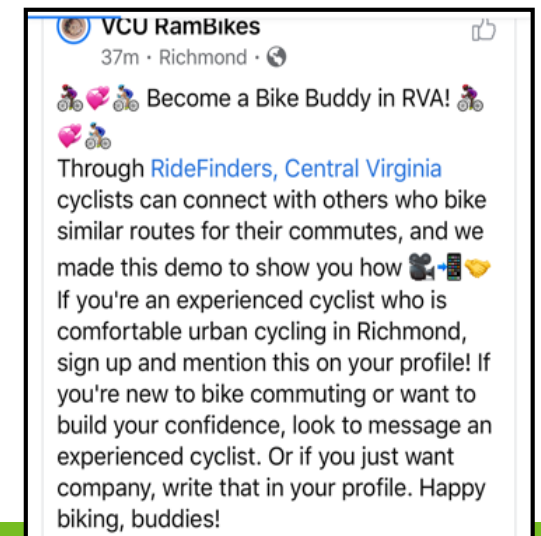 VCU RamBikes
37m · Richmond ·
🚴🏿‍♀️💞🚴🏽 Become a Bike Buddy in RVA! 🚴🏿‍♀️
💞🚴🏽
Through RideFinders, Central Virginia
cyclists can connect with others who bike
similar routes for their commutes, and we
made this demo to show you how 🎥📲🤝
If you're an experienced cyclist who is
comfortable urban cycling in Richmond,
sign up and mention this on your profile! If
you're new to bike commuting or want to
build your confidence, look to message an
experienced cyclist. Or if you just want
company, write that in your profile. Happy
biking, buddies!